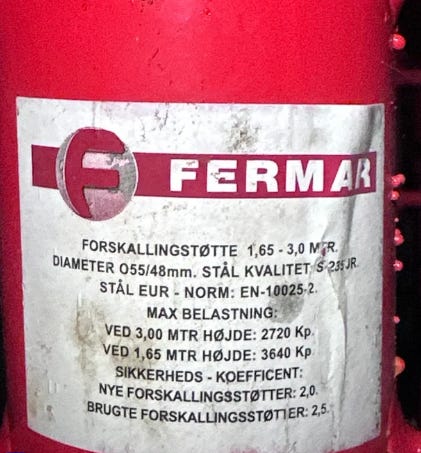 F FERMAR
FORSKALLINGSTØTTE 1,65 - 3,0 MTR.
DIAMETER O55/48mm. STÅL KVALITET S-235 JR.
STÅL EUR - NORM: EN-10025-2.
MAX BELASTNING:
VED 3,00 MTR HØJDE: 2720 Kp.
VED 1,65 MTR HØJDE: 3640 Kp.
SIKKERHEDS - KOEFFICENT:
NYE FORSKALLINGSSTØTTER: 2,0.
BRUGTE FORSKALLINGSSTØTTER: 2,5.